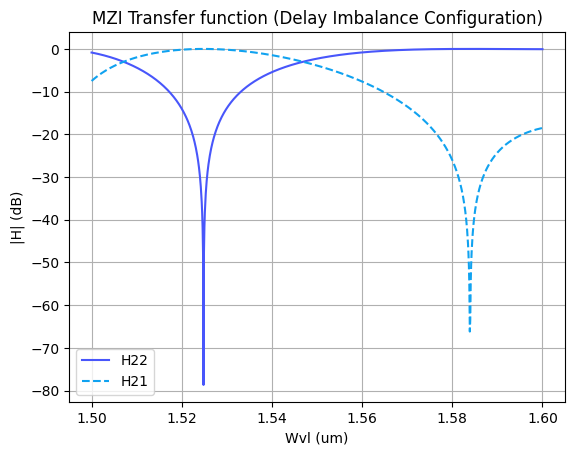 MZI Transfer function (Delay Imbalance Configuration)
0
−10
−20
−30
−40
−50
−60
−70
−80
|H| (dB)
H22
H21
1.50 1.52 1.54 1.56 1.58 1.60
Wvl (um)